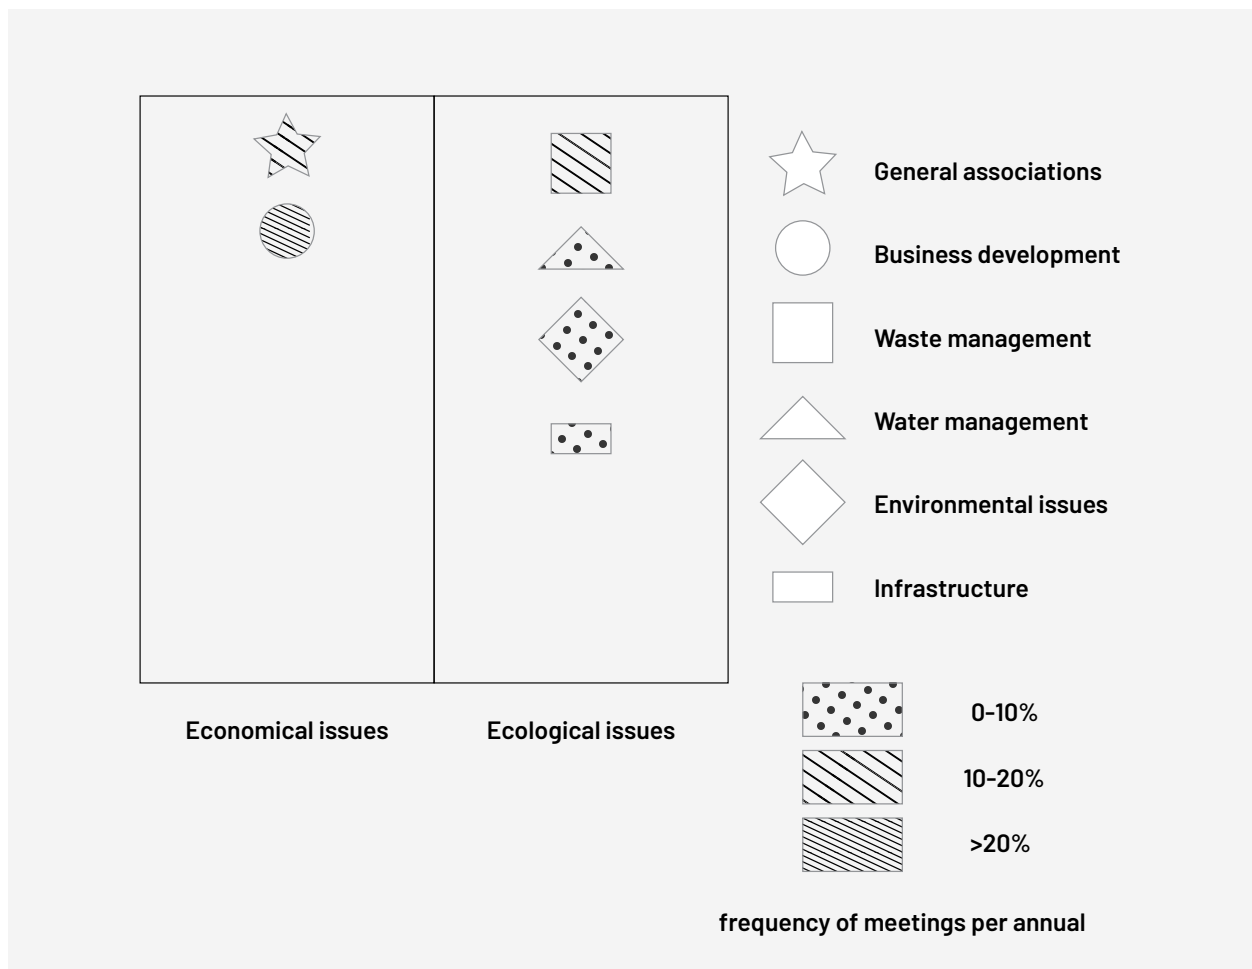 General associations
Business development
Waste management
Water management
Environmental issues
Infrastructure
Economical issues
Ecological issues
0-10%
10-20%
>20%
frequency of meetings per annual